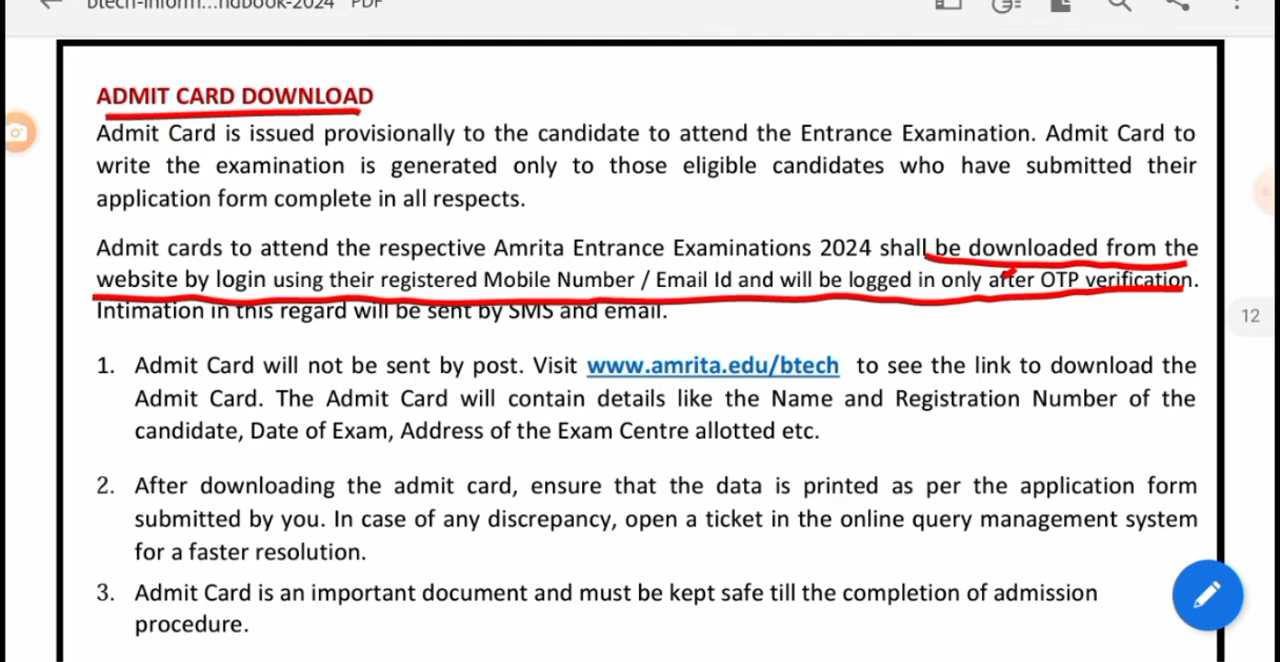 btech-inform...ndbook-2024 PDF
ADMIT CARD DOWNLOAD
Admit Card is issued provisionally to the candidate to attend the Entrance Examination. Admit Card to
write the examination is generated only to those eligible candidates who have submitted their
application form complete in all respects.
Admit cards to attend the respective Amrita Entrance Examinations 2024 shall be downloaded from the
website by login using their registered Mobile Number / Email Id and will be logged in only after OTP verification.
Intimation in this regard will be sent by SMS and email.
12
1. Admit Card will not be sent by post. Visit www.amrita.edu/btech to see the link to download the
Admit Card. The Admit Card will contain details like the Name and Registration Number of the
candidate, Date of Exam, Address of the Exam Centre allotted etc.
2. After downloading the admit card, ensure that the data is printed as per the application form
submitted by you. In case of any discrepancy, open a ticket in the online query management system
for a faster resolution.
3. Admit Card is an important document and must be kept safe till the completion of admission
procedure.